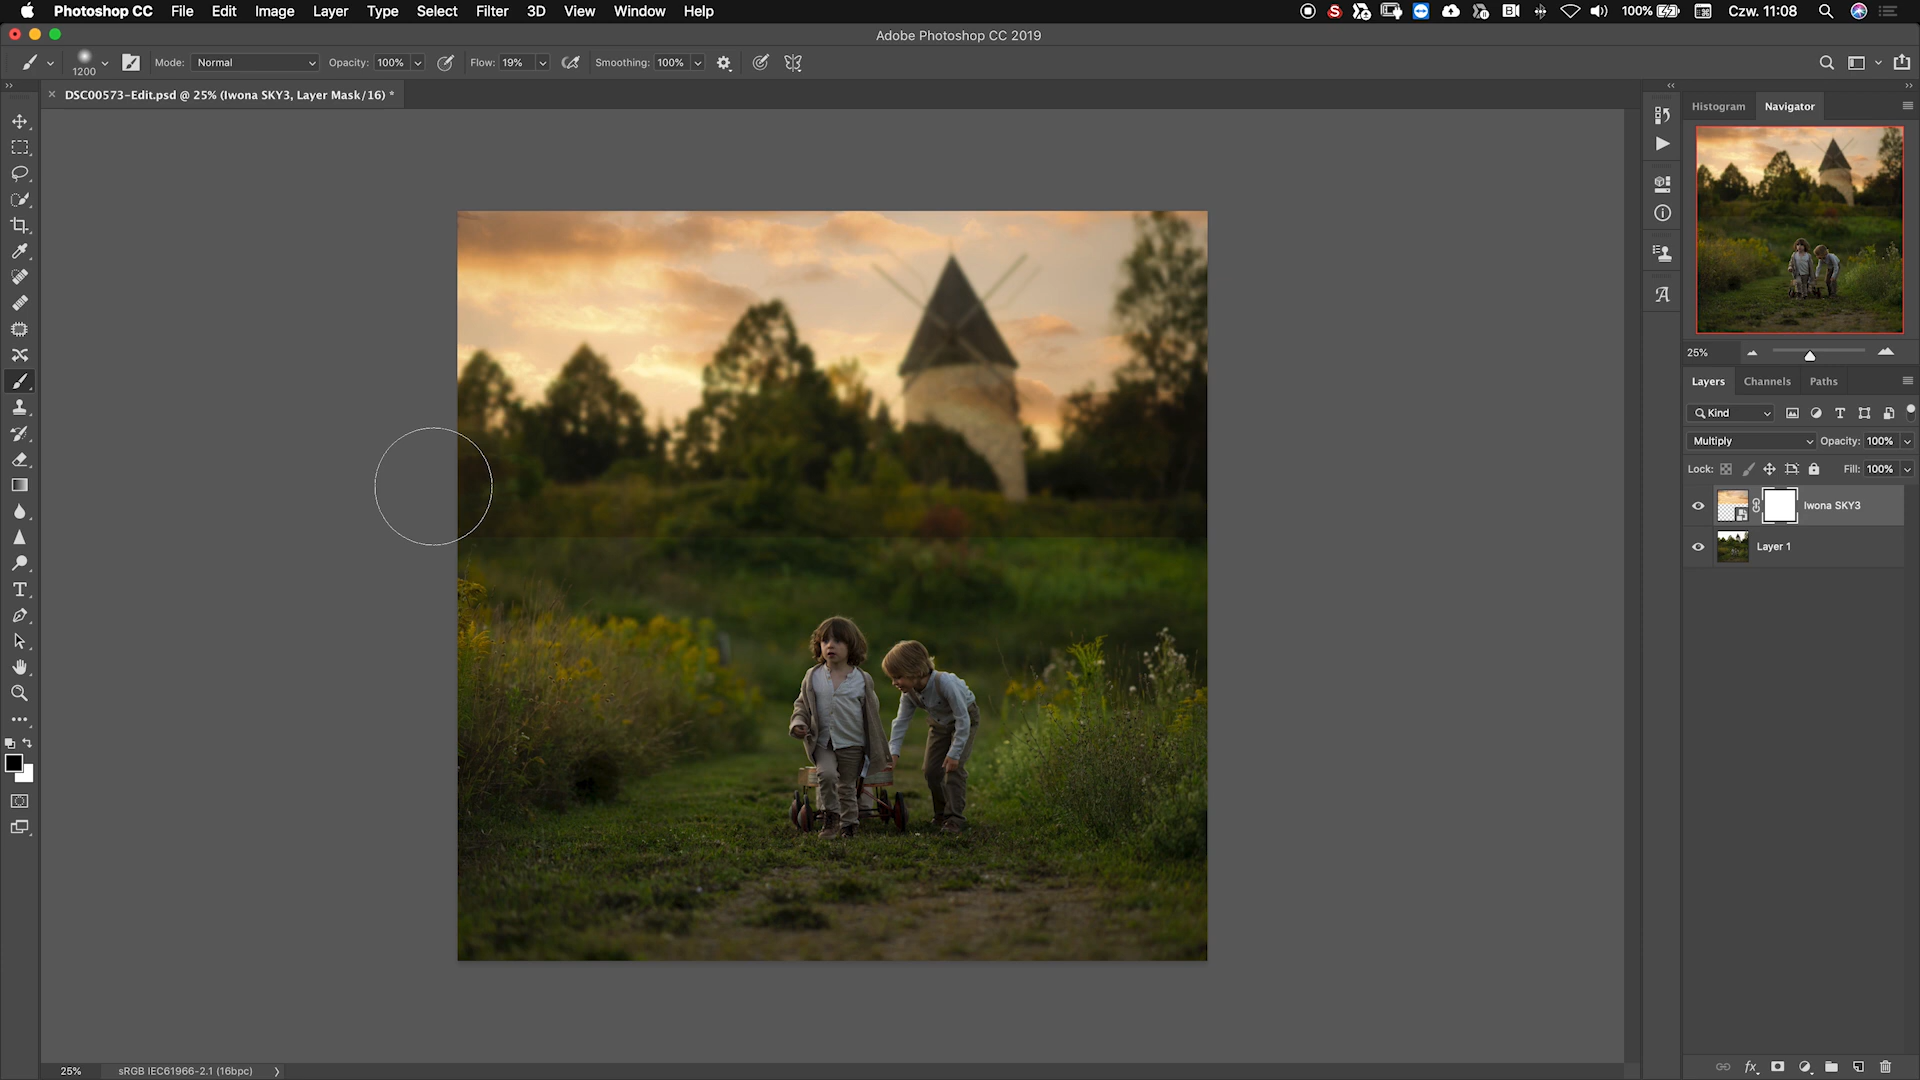 Photoshop CC File Edit Image Layer Type Select Filter 3D View Window Help 100% Czw. 11:08
Adobe Photoshop CC 2019
1200 Mode: Normal Opacity: 100% Flow: 19% Smoothing: 100%
DSC00573-Edit.psd @ 25% (Iwona SKY3, Layer Mask/16) *
Histogram Navigator
25%
Layers Channels Paths
Kind
Multiply Opacity: 100%
Lock: Fill: 100%
Iwona SKY3
Layer 1
25% sRGB IEC61966-2.1 (16bpc)